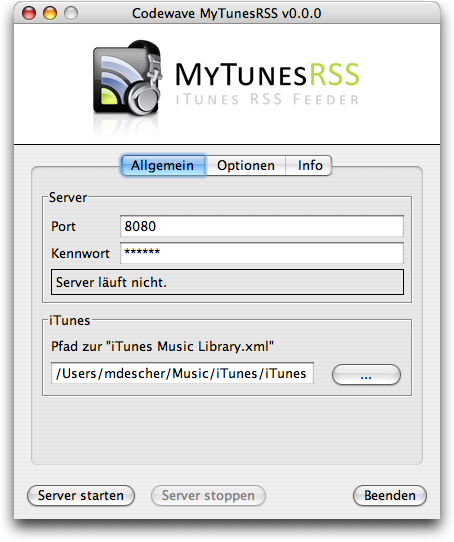 Codewave MyTunesRSS v0.0.0
MyTunesRSS
iTunes RSS Feeder
Allgemein Optionen Info
Server
Port 8080
Kennwort ******
Server läuft nicht.
iTunes
Pfad zur "iTunes Music Library.xml"
/Users/mdescher/Music/iTunes/iTunes ...
Server starten Server stoppen Beenden